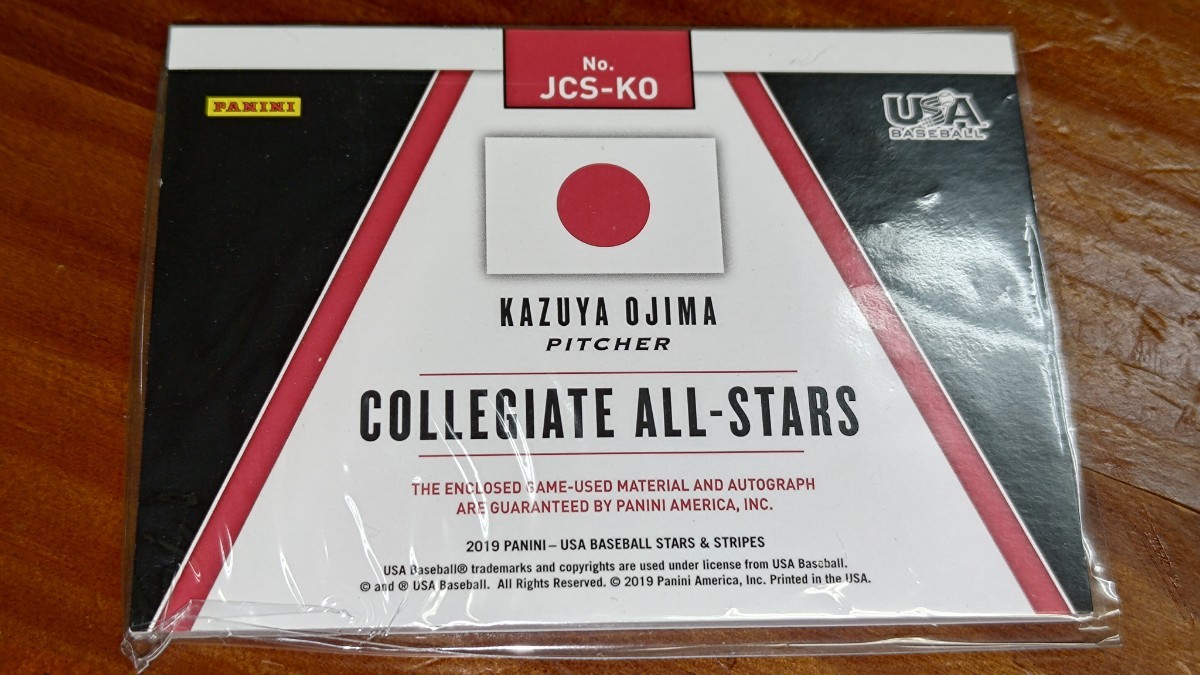 No.
JCS-KO
PANINI
USA
BASEBALL
KAZUYA OJIMA
PITCHER
COLLEGIATE ALL-STARS
THE ENCLOSED GAME-USED MATERIAL AND AUTOGRAPH
ARE GUARANTEED BY PANINI AMERICA, INC.
2019 PANINI – USA BASEBALL STARS & STRIPES
USA Baseball® trademarks and copyrights are used under license from USA Baseball.
© and ® USA Baseball. All Rights Reserved. © 2019 Panini America, Inc. Printed in the USA.